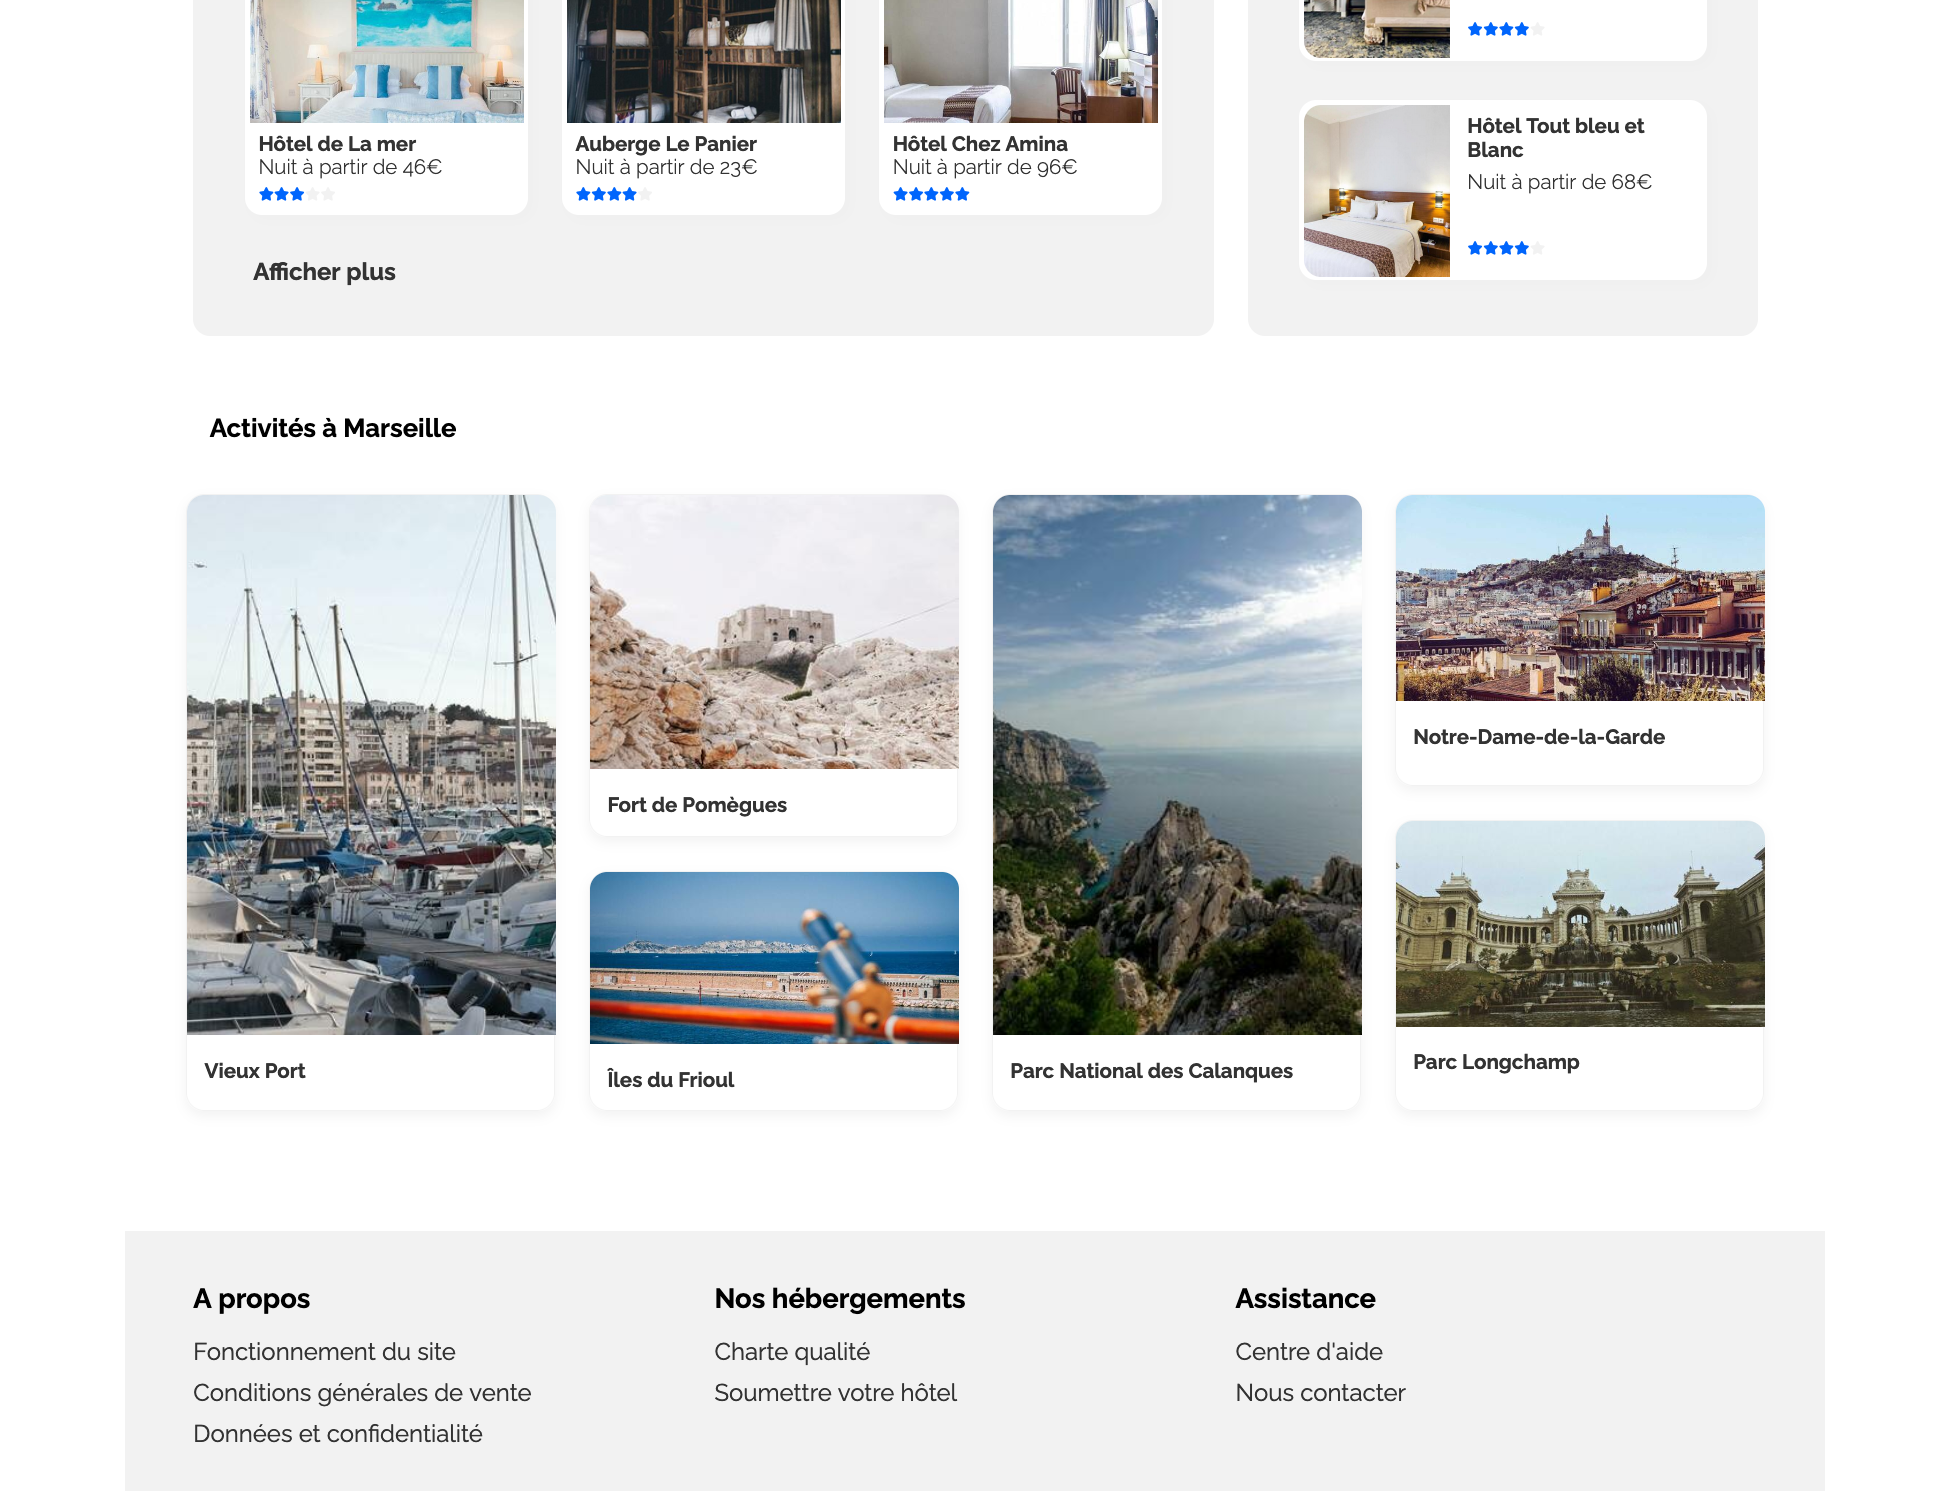 Hôtel de La mer
Nuit à partir de 46€
Auberge Le Panier
Nuit à partir de 23€
Hôtel Chez Amina
Nuit à partir de 96€
Afficher plus
Hôtel Tout bleu et
Blanc
Nuit à partir de 68€
Activités à Marseille
Vieux Port
Fort de Pomègues
Îles du Frioul
Parc National des Calanques
Notre-Dame-de-la-Garde
Parc Longchamp
A propos
Fonctionnement du site
Conditions générales de vente
Données et confidentialité
Nos hébergements
Charte qualité
Soumettre votre hôtel
Assistance
Centre d'aide
Nous contacter